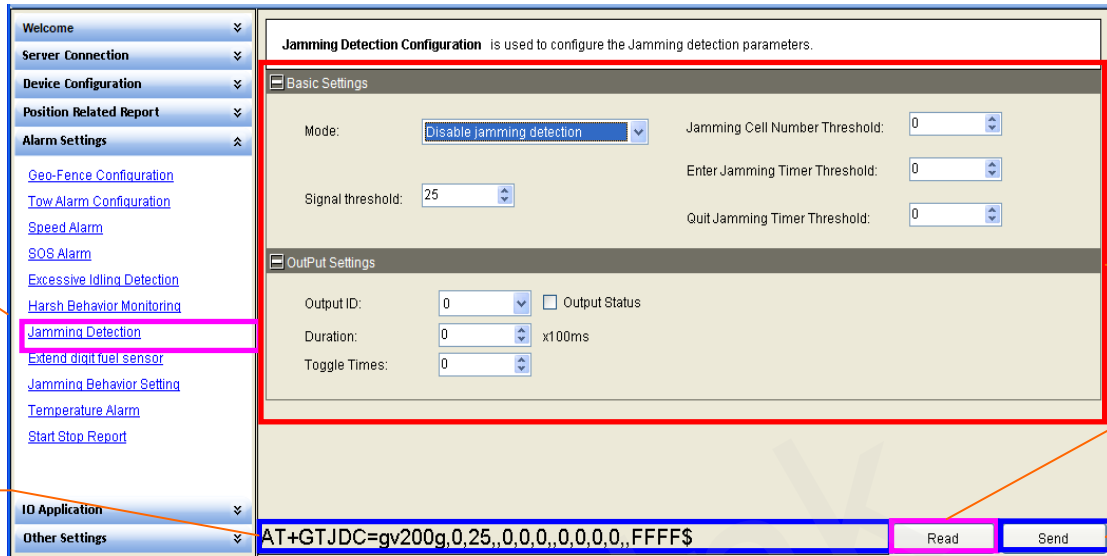 Welcome
Server Connection
Device Configuration
Position Related Report
Alarm Settings
Geo-Fence Configuration
Tow Alarm Configuration
Speed Alarm
SOS Alarm
Excessive Idling Detection
Harsh Behavior Monitoring
Jamming Detection
Extend digit fuel sensor
Jamming Behavior Setting
Temperature Alarm
Start Stop Report
IO Application
Other Settings
Jamming Detection Configuration is used to configure the Jamming detection parameters.
Basic Settings
Mode: Disable jamming detection
Jamming Cell Number Threshold: 0
Enter Jamming Timer Threshold: 0
Signal threshold: 25
Quit Jamming Timer Threshold: 0
OutPut Settings
Output ID: 0 Output Status
Duration: 0 x100ms
Toggle Times: 0
AT+GTJDC=gv200g,0,25,,0,0,0,,0,0,0,0,,FFFF$
Read
Send